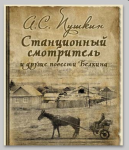 А.С. Пушкин
Станционный
смотритель
и другие повести Белкина